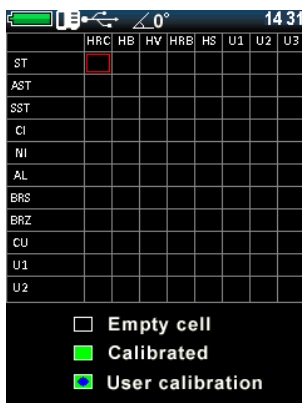 0° 14 31
HRC HB HV HRB HS U1 U2 U3
ST
AST
SST
CI
NI
AL
BRS
BRZ
CU
U1
U2
Empty cell
Calibrated
User calibration